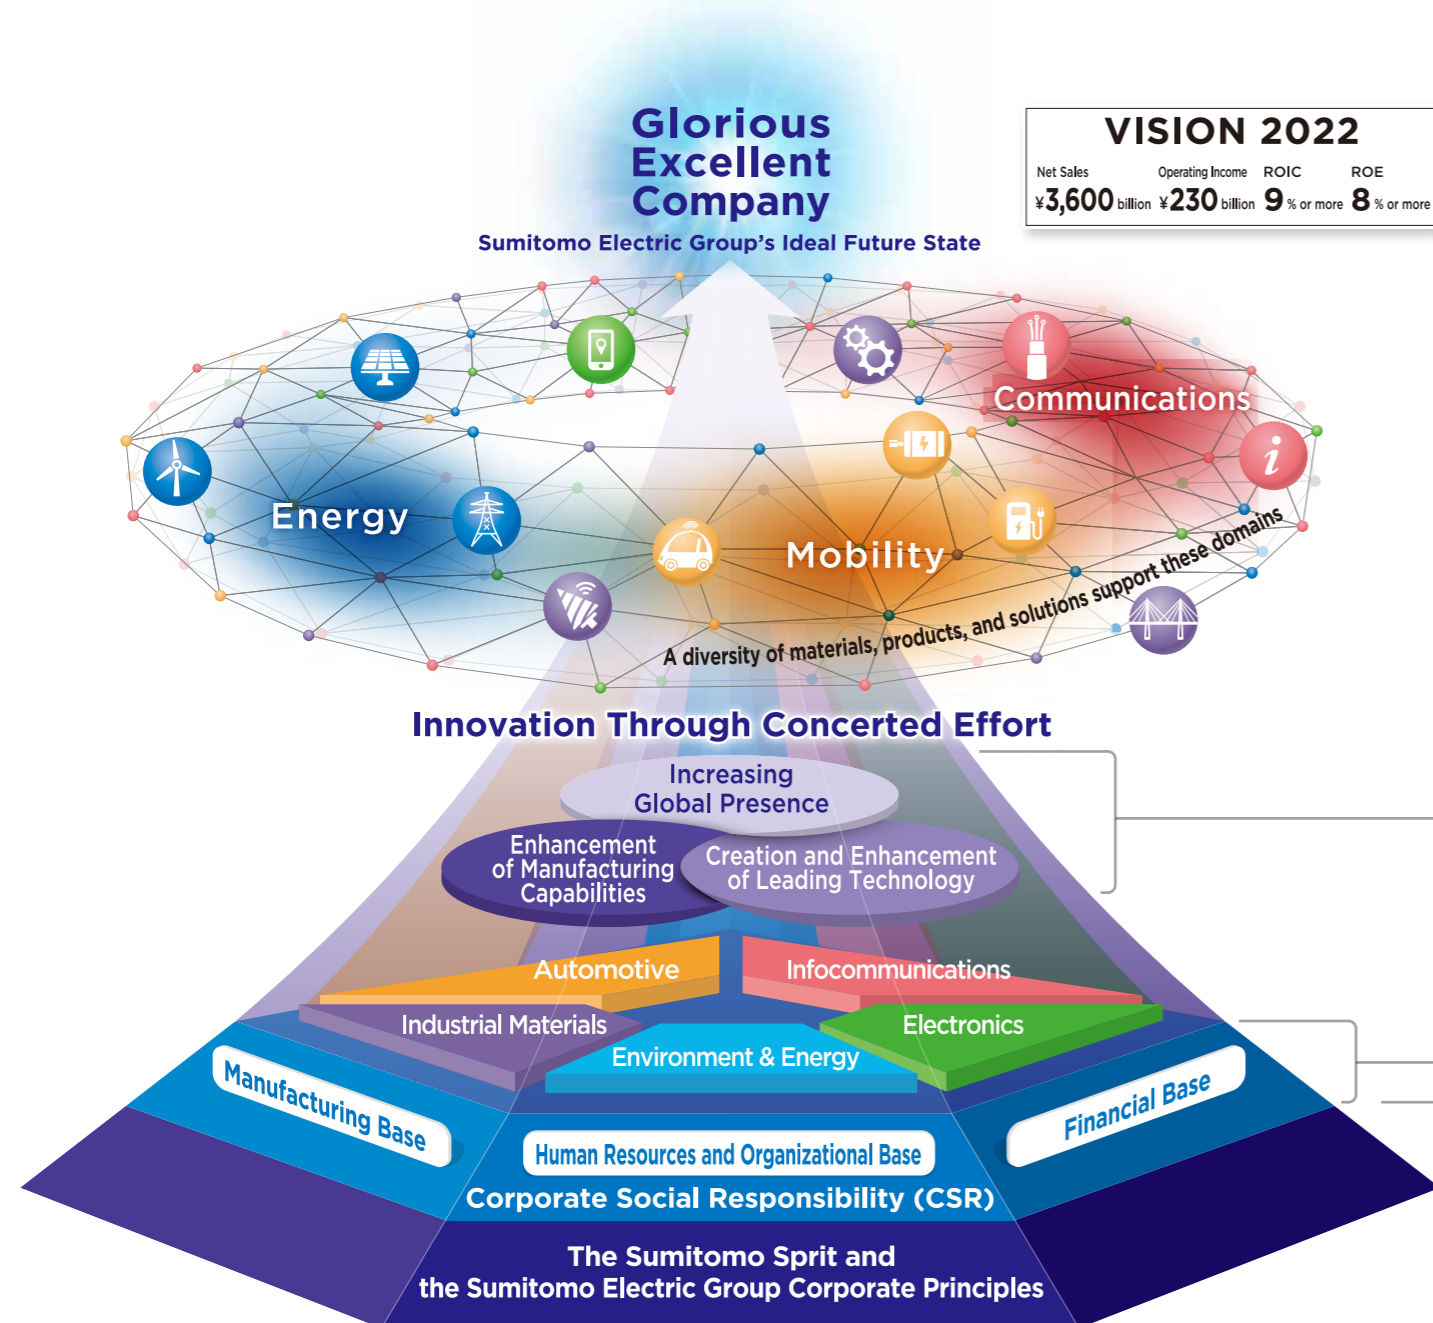 Glorious
Excellent
Company
Sumitomo Electric Group's Ideal Future State
VISION 2022
Net Sales
¥3,600 billion
Operating Income
¥230 billion
ROIC
9 % or more
ROE
8 % or more
Communications
i
Energy
Mobility
A diversity of materials, products, and solutions support these domains
Innovation Through Concerted Effort
Increasing
Global Presence
Enhancement
of Manufacturing
Capabilities
Creation and Enhancement
of Leading Technology
Automotive
Infocommunications
Industrial Materials
Electronics
Environment & Energy
Manufacturing Base
Financial Base
Human Resources and Organizational Base
Corporate Social Responsibility (CSR)
The Sumitomo Sprit and
the Sumitomo Electric Group Corporate Principles